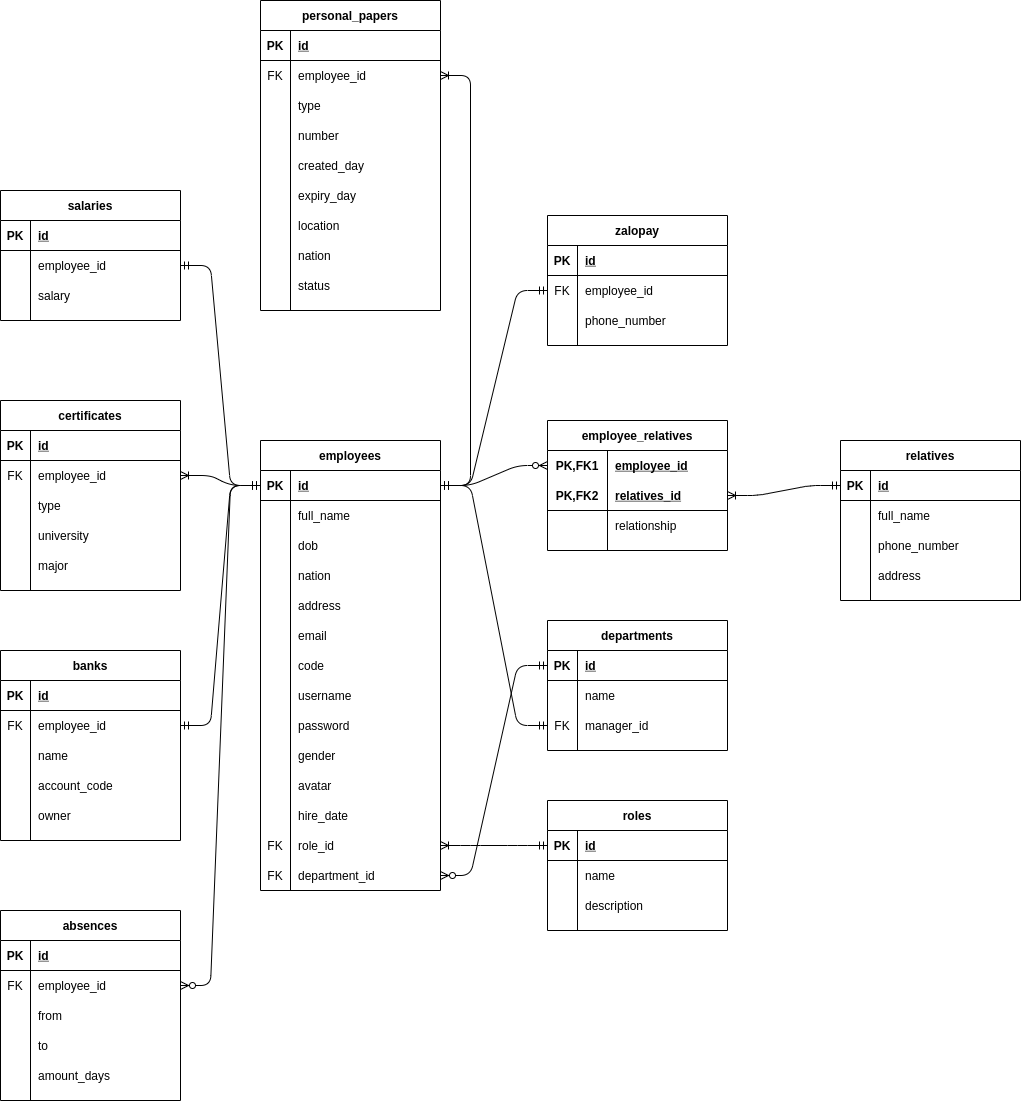 personal_papers
PK id
FK employee_id
type
number
created_day
expiry_day
location
nation
status
salaries
PK id
employee_id
salary
zalopay
PK id
FK employee_id
phone_number
certificates
PK id
FK employee_id
type
university
major
employees
PK id
full_name
dob
nation
address
email
code
username
password
gender
avatar
hire_date
FK role_id
FK department_id
employee_relatives
PK,FK1 employee_id
PK,FK2 relatives_id
relationship
relatives
PK id
full_name
phone_number
address
banks
PK id
FK employee_id
name
account_code
owner
departments
PK id
name
FK manager_id
roles
PK id
name
description
absences
PK id
FK employee_id
from
to
amount_days